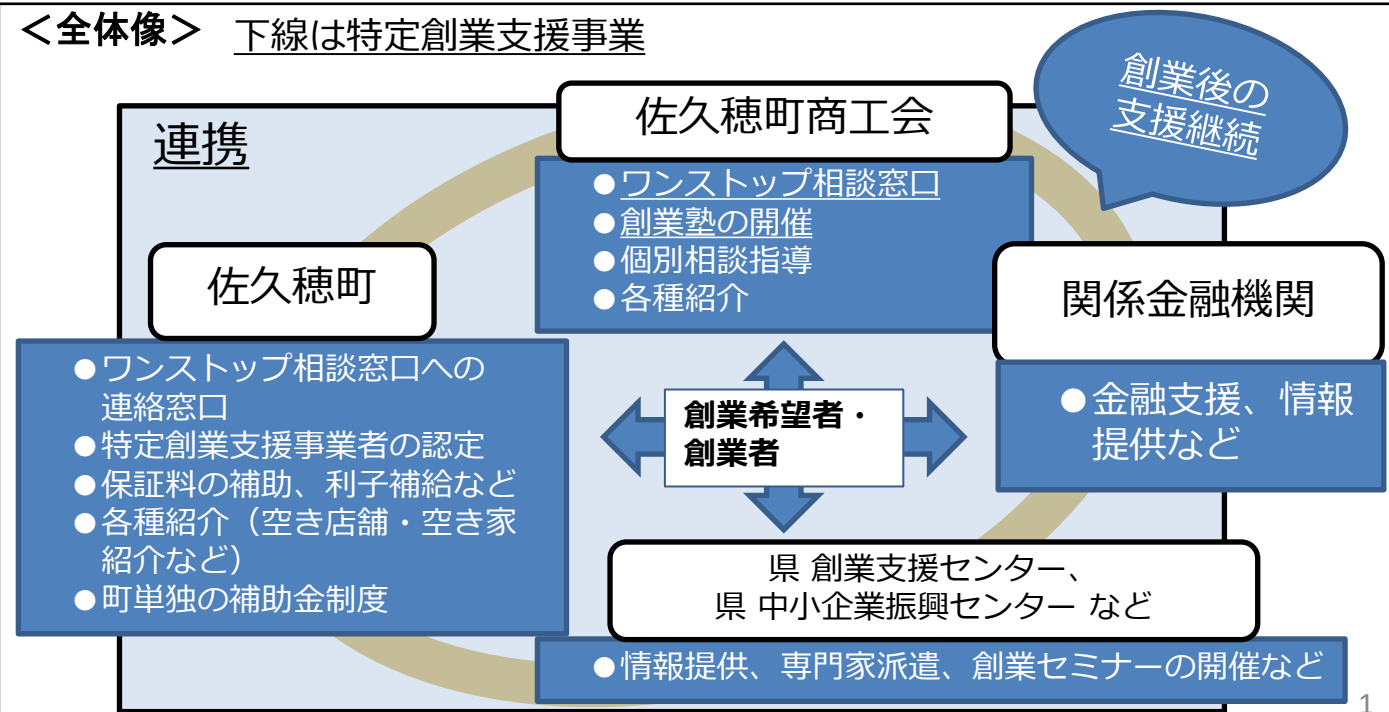 ＜全体像＞ 下線は特定創業支援事業
創業後の
支援継続
連携
佐久穂町商工会
●ワンストップ相談窓口
●創業塾の開催
●個別相談指導
●各種紹介
佐久穂町
●ワンストップ相談窓口への
連絡窓口
●特定創業支援事業者の認定
●保証料の補助、利子補給など
●各種紹介（空き店舗・空き家
紹介など）
●町単独の補助金制度
関係金融機関
●金融支援、情報
提供など
創業希望者・
創業者
県 創業支援センター、
県 中小企業振興センター など
●情報提供、専門家派遣、創業セミナーの開催など
1